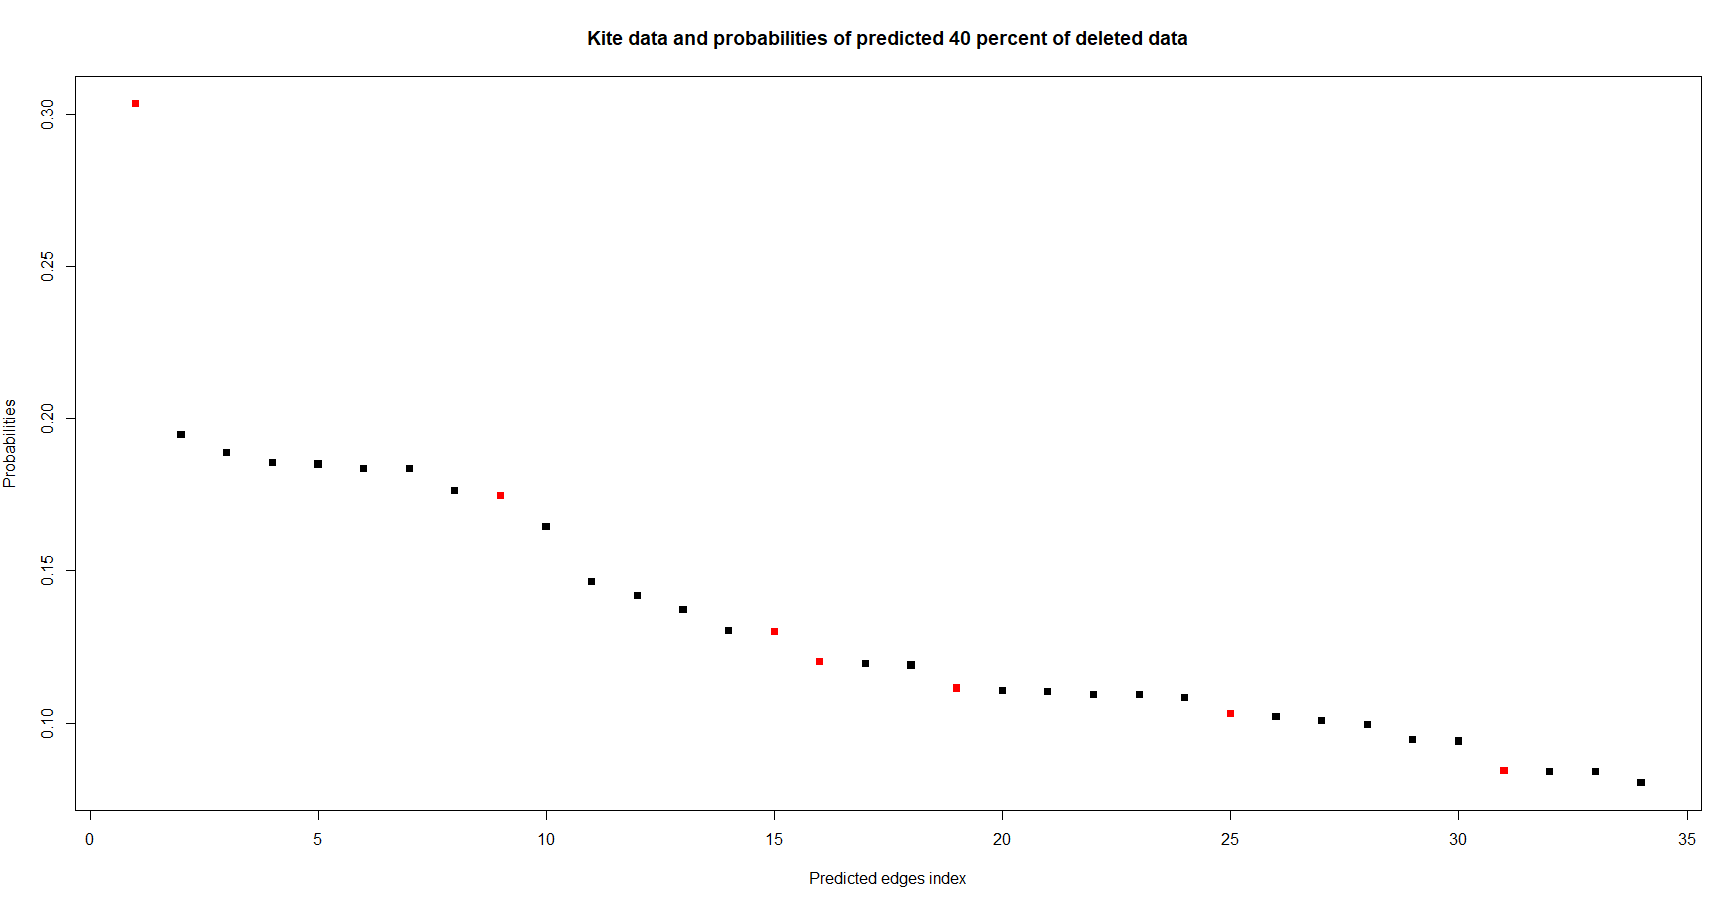 Kite data and probabilities of predicted 40 percent of deleted data
Probabilities
0.30
0.25
0.20
0.15
0.10
0 5 10 15 20 25 30 35
Predicted edges index